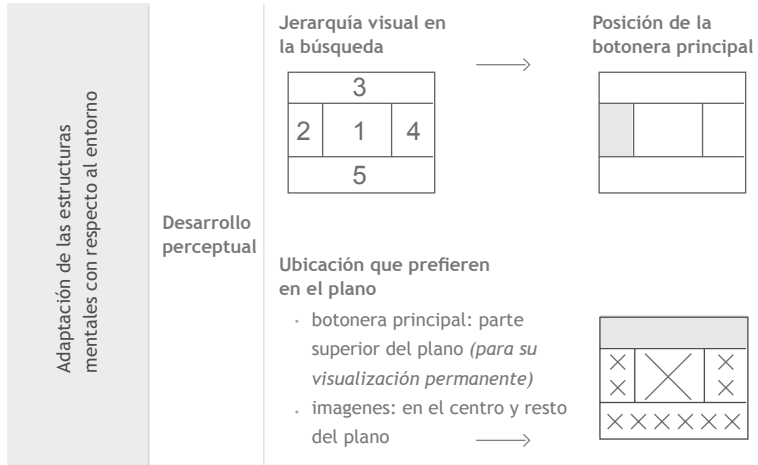 Adaptación de las estructuras
mentales con respecto al entorno
Desarrollo
perceptual
Jerarquía visual en
la búsqueda
3
2 1 4
5
Posición de la
botonera principal
Ubicación que prefieren
en el plano
· botonera principal: parte
superior del plano (para su
visualización permanente)
· imagenes: en el centro y resto
del plano